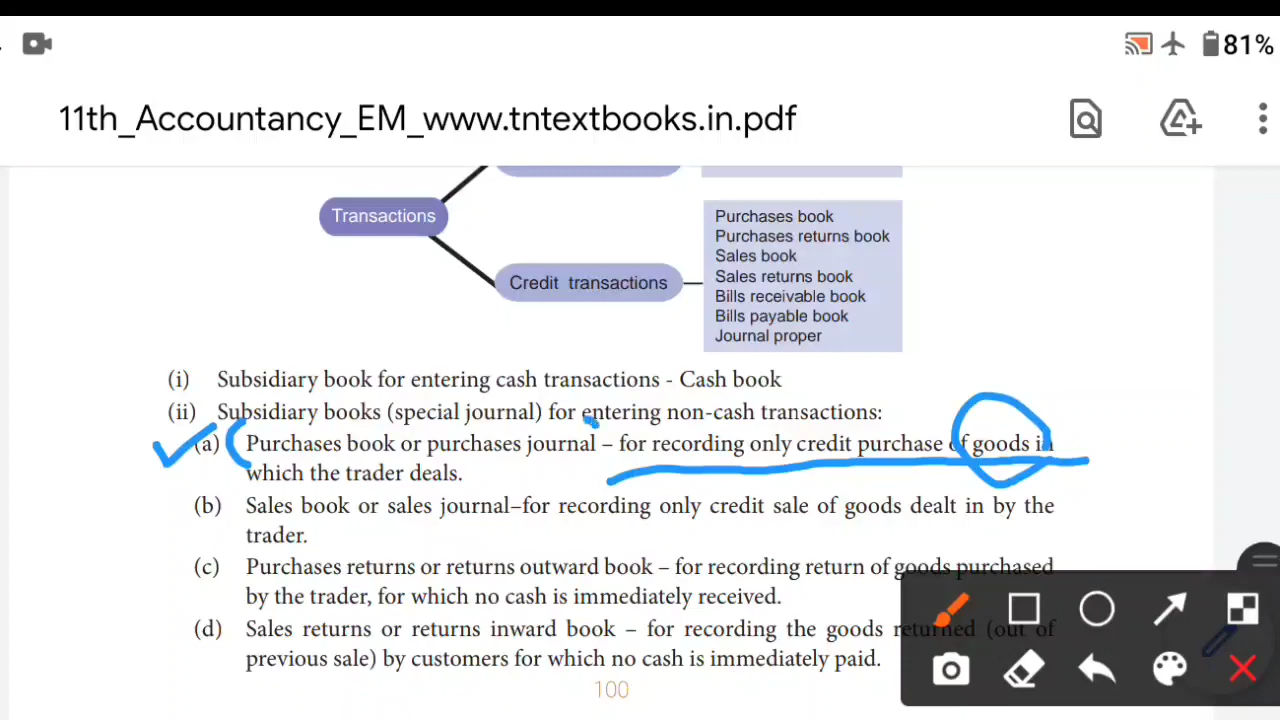 81%
11th_Accountancy_EM_www.tntextbooks.in.pdf
Transactions
Credit transactions
Purchases book
Purchases returns book
Sales book
Sales returns book
Bills receivable book
Bills payable book
Journal proper
(i) Subsidiary book for entering cash transactions - Cash book
(ii) Subsidiary books (special journal) for entering non-cash transactions:
(a) Purchases book or purchases journal – for recording only credit purchase of goods in
which the trader deals.
(b) Sales book or sales journal–for recording only credit sale of goods dealt in by the
trader.
(c) Purchases returns or returns outward book – for recording return of goods purchased
by the trader, for which no cash is immediately received.
(d) Sales returns or returns inward book – for recording the goods returned (out of
previous sale) by customers for which no cash is immediately paid.
100